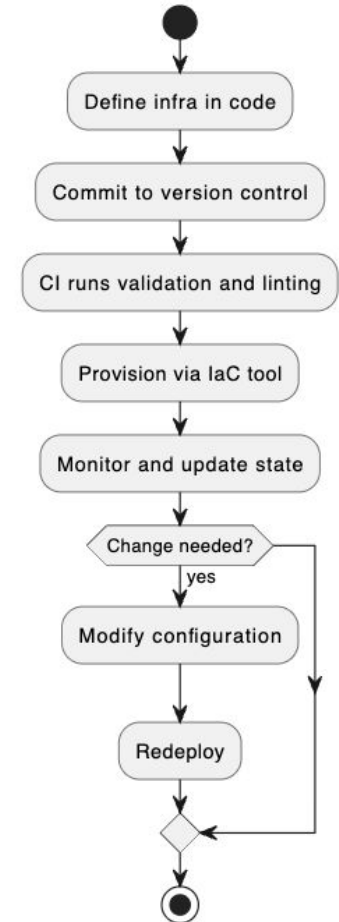 Define infra in code
Commit to version control
CI runs validation and linting
Provision via IaC tool
Monitor and update state
Change needed?
yes
Modify configuration
Redeploy